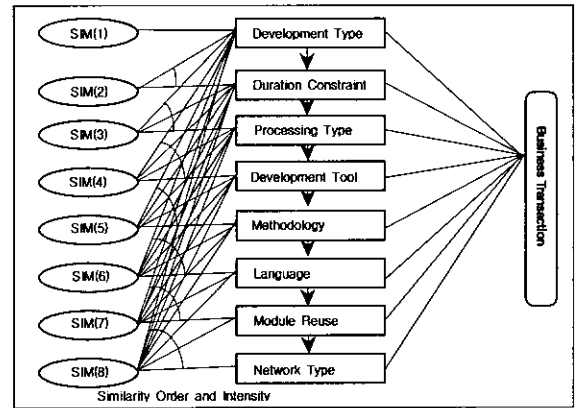 SIM(1)
Development Type
SIM(2)
Duration Constraint
SIM(3)
Processing Type
SIM(4)
Development Tool
SIM(5)
Methodology
SIM(6)
Language
SIM(7)
Module Reuse
SIM(8)
Network Type
Business Transaction
Similarity Order and Intensity